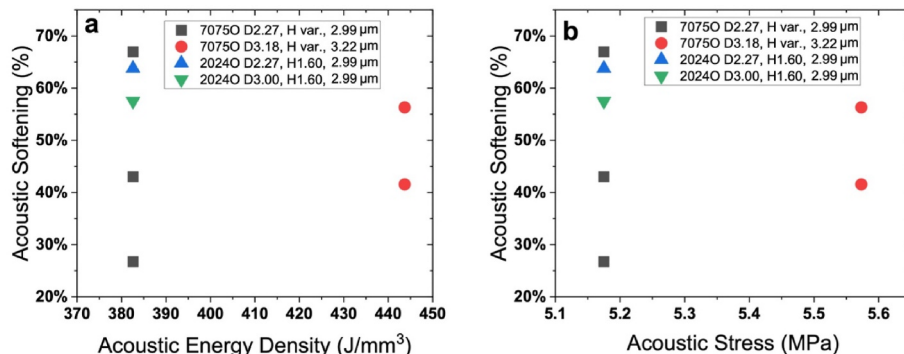 a
7075O D2.27, H var., 2.99 µm
7075O D3.18, H var., 3.22 µm
2024O D2.27, H1.60, 2.99 µm
2024O D3.00, H1.60, 2.99 µm
Acoustic Softening (%)
70%
60%
50%
40%
30%
20%
370 380 390 400 410 420 430 440 450
Acoustic Energy Density (J/mm³)
b
7075O D2.27, H var., 2.99 µm
7075O D3.18, H var., 3.22 µm
2024O D2.27, H1.60, 2.99 µm
2024O D3.00, H1.60, 2.99 µm
Acoustic Softening (%)
70%
60%
50%
40%
30%
20%
5.1 5.2 5.3 5.4 5.5 5.6
Acoustic Stress (MPa)